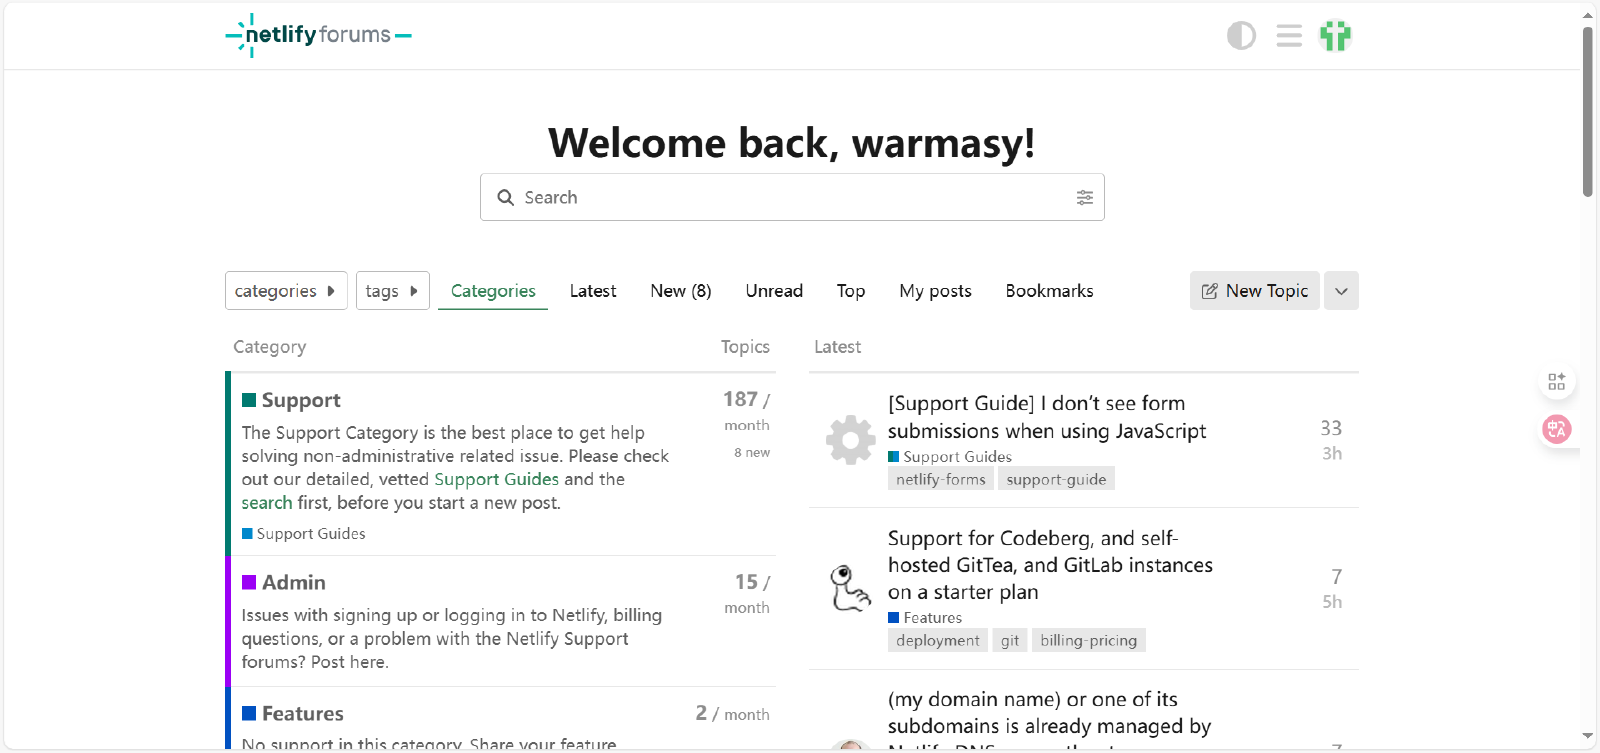 netlify forums
Welcome back, warmasy!
Search
categories
tags
Categories
Latest
New (8)
Unread
Top
My posts
Bookmarks
New Topic
Category
Topics
Support
187 /
month
8 new
The Support Category is the best place to get help
solving non-administrative related issue. Please check
out our detailed, vetted Support Guides and the
search first, before you start a new post.
Support Guides
Admin
15 /
month
Issues with signing up or logging in to Netlify, billing
questions, or a problem with the Netlify Support
forums? Post here.
Features
2 / month
No support in this category. Share your feature
Latest
[Support Guide] I don’t see form
submissions when using JavaScript
Support Guides
netlify-forms
support-guide
33
3h
Support for Codeberg, and self-
hosted GitTea, and GitLab instances
on a starter plan
Features
deployment
git
billing-pricing
7
5h
(my domain name) or one of its
subdomains is already managed by